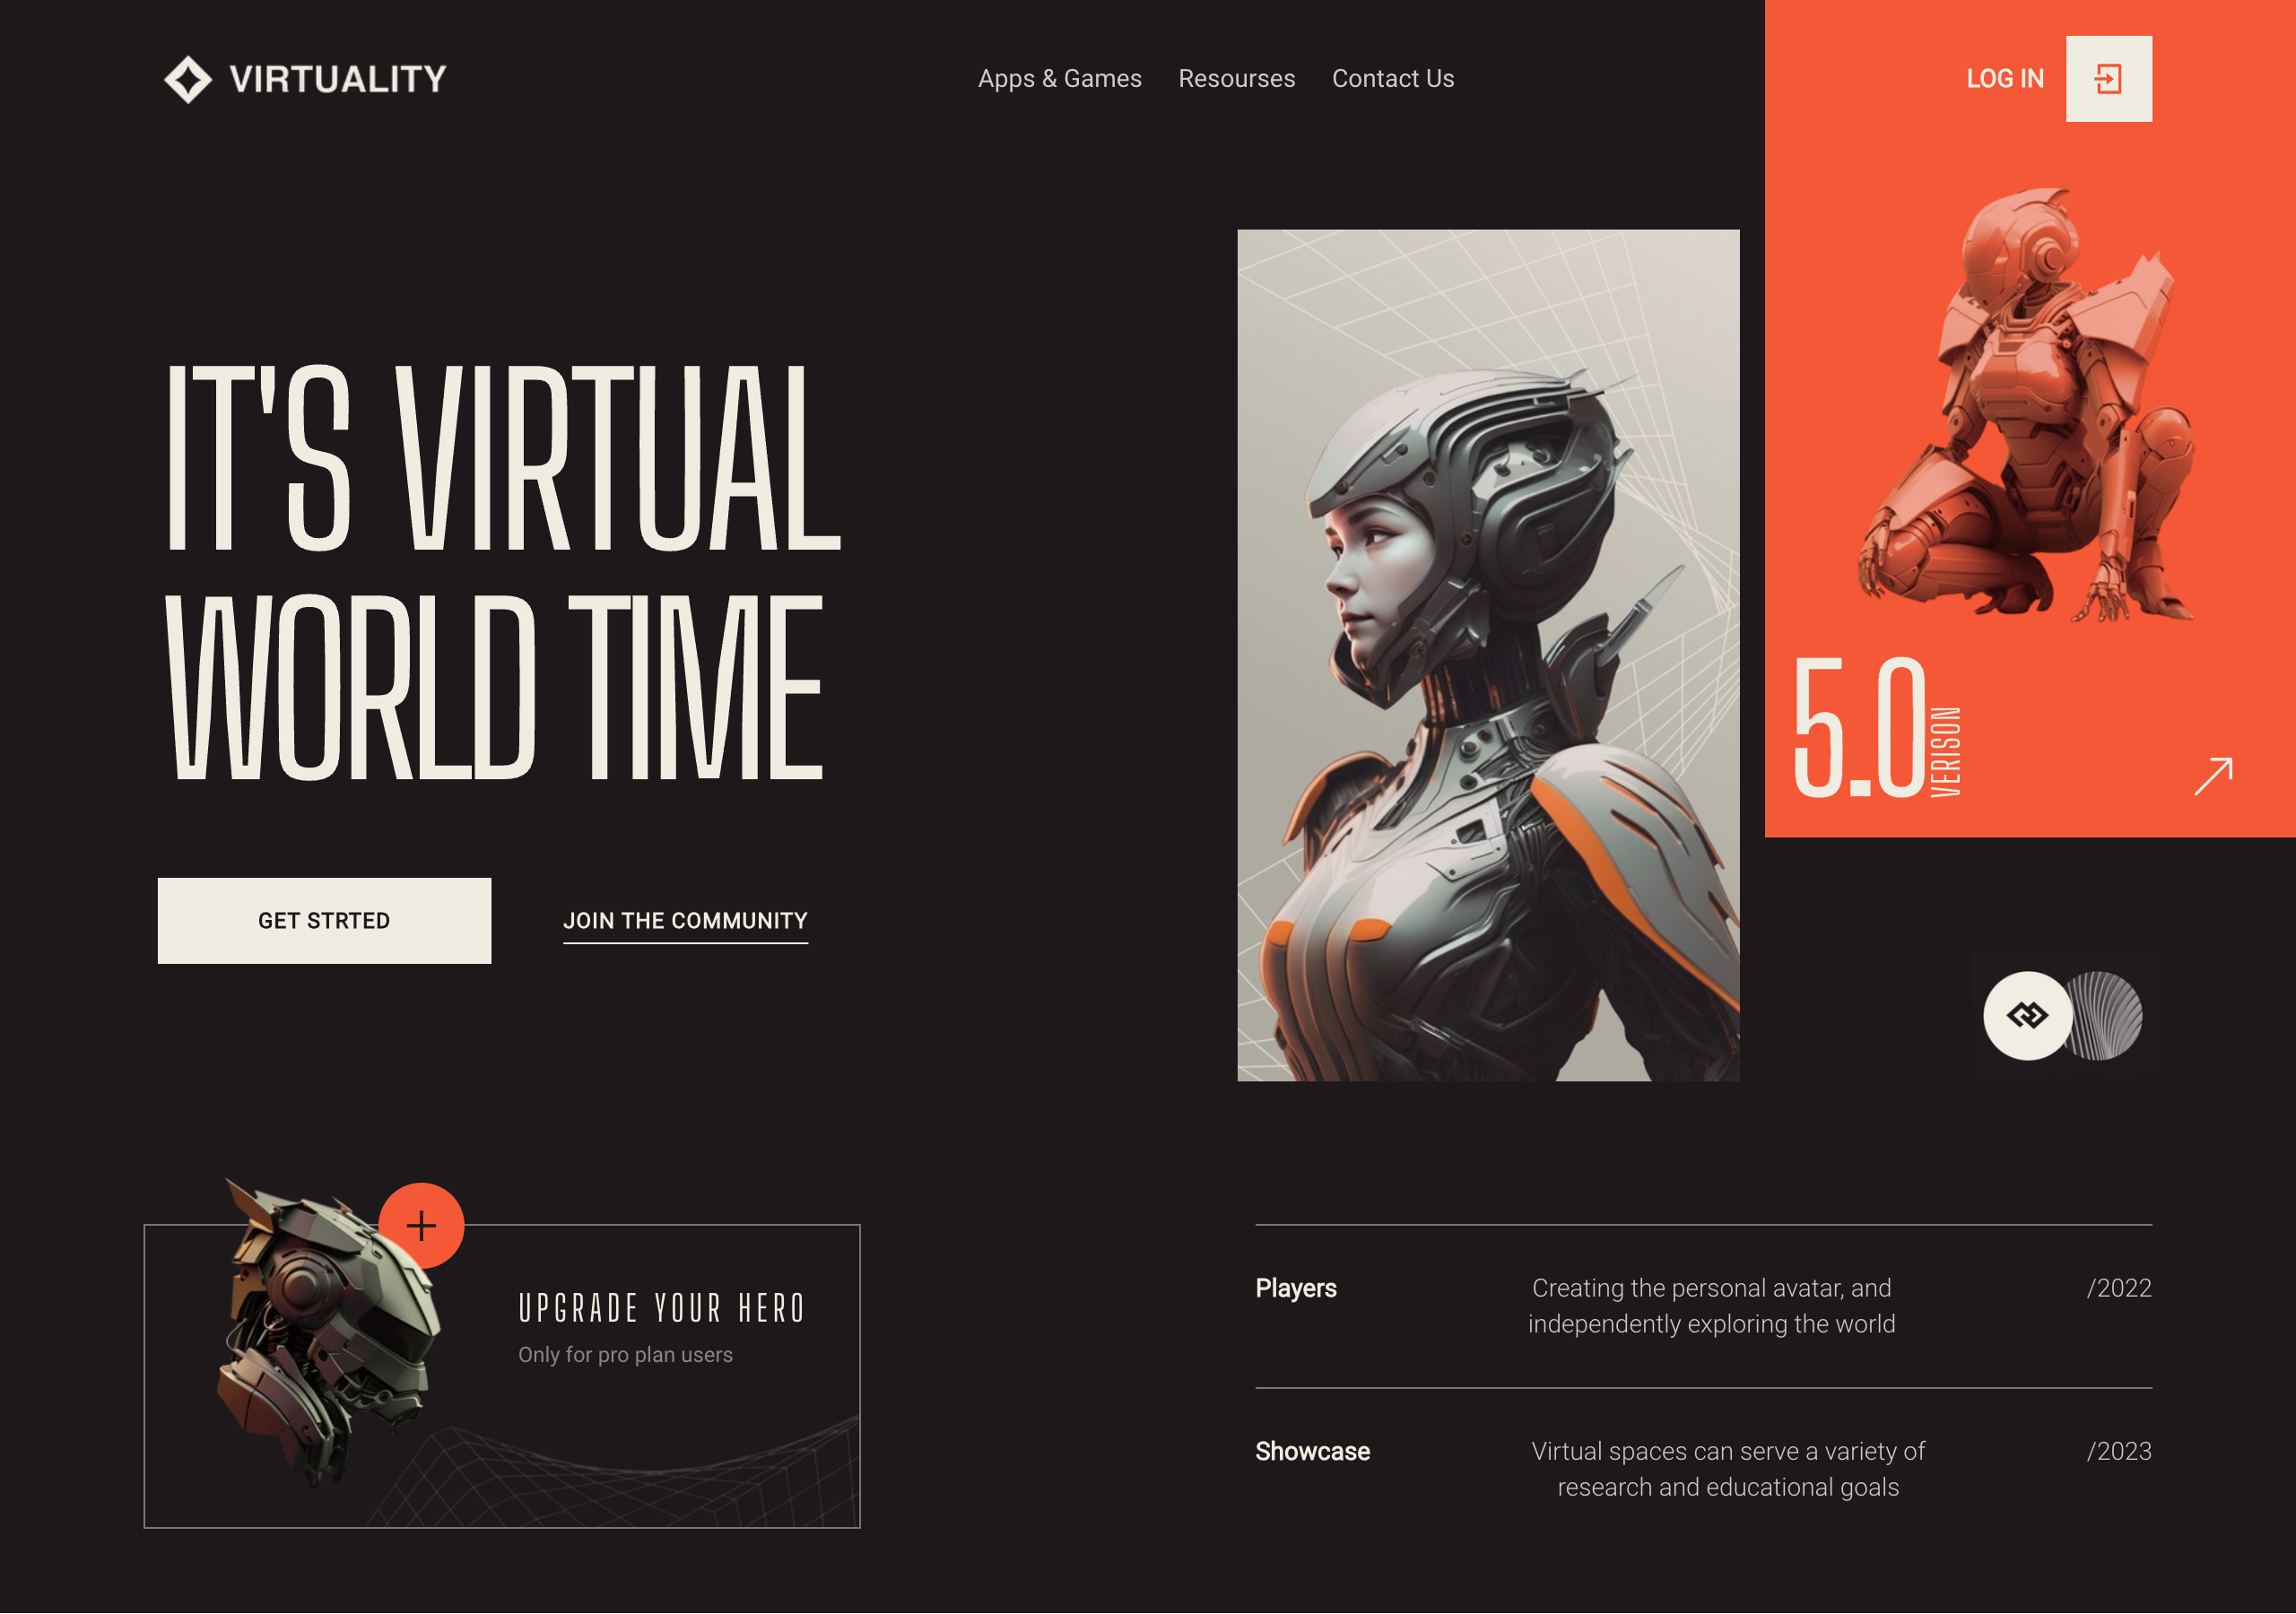 VIRTUALITY
Apps & Games
Resourses
Contact Us
LOG IN
IT'S VIRTUAL
WORLD TIME
5.0
VERISON
GET STRTED
JOIN THE COMMUNITY
UPGRADE YOUR HERO
Only for pro plan users
Players
Creating the personal avatar, and
independently exploring the world
/2022
Showcase
Virtual spaces can serve a variety of
research and educational goals
/2023